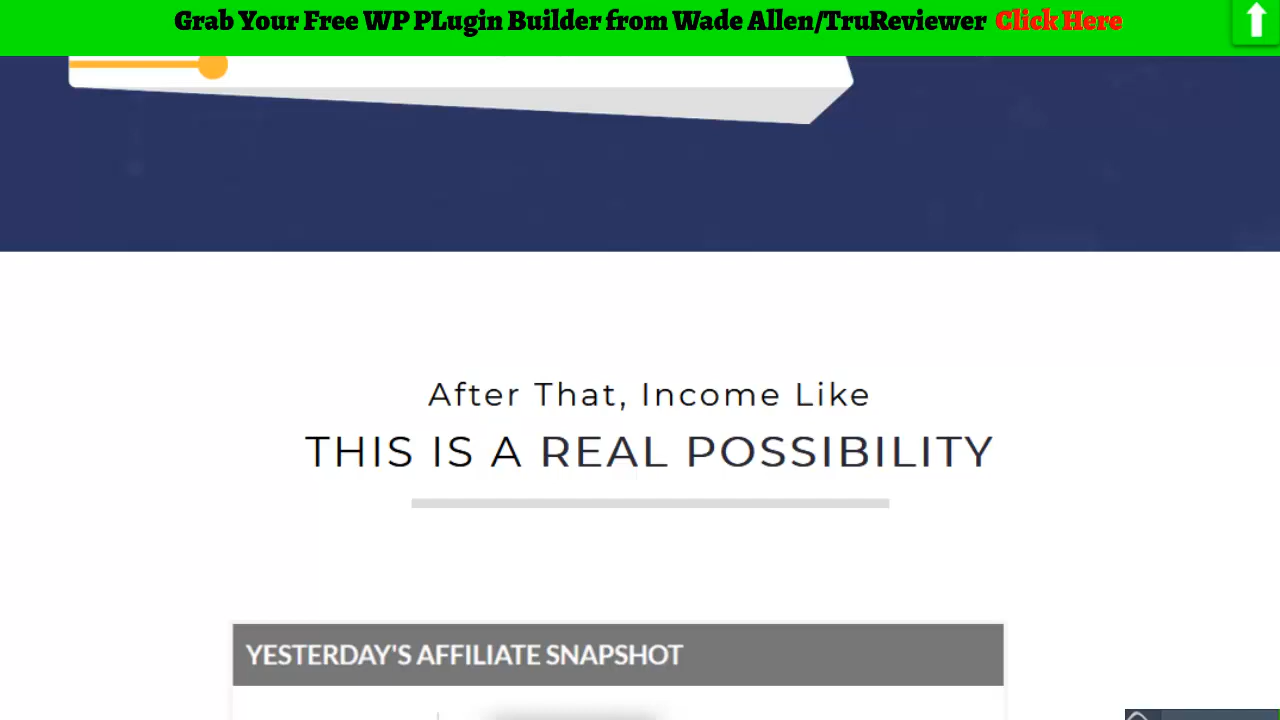 Grab Your Free WP PLugin Builder from Wade Allen/TruReviewer Click Here
After That, Income Like
THIS IS A REAL POSSIBILITY
YESTERDAY'S AFFILIATE SNAPSHOT